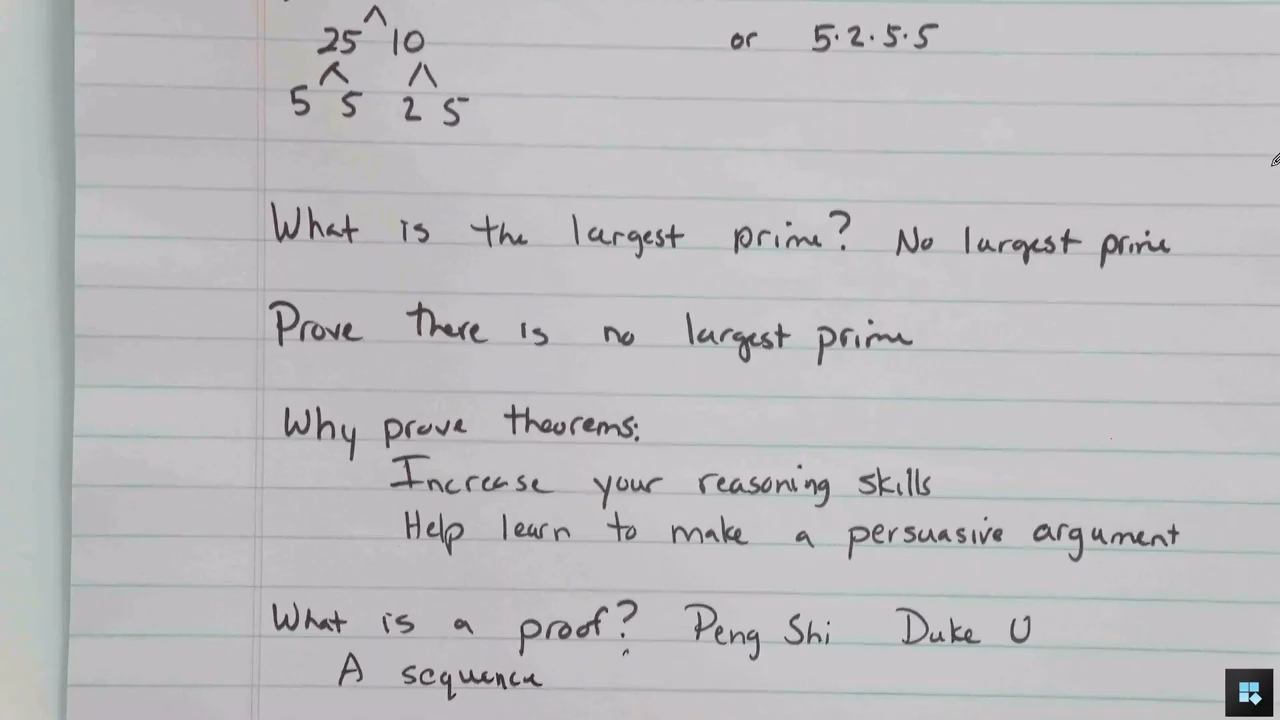 25 10
or 5·2·5·5
5 5 2 5
What is the largest prime? No largest prime
Prove there is no largest prime
Why prove theorems:
Increase your reasoning skills
Help learn to make a persuasive argument
What is a proof? Peng Shi Duke U
A sequence